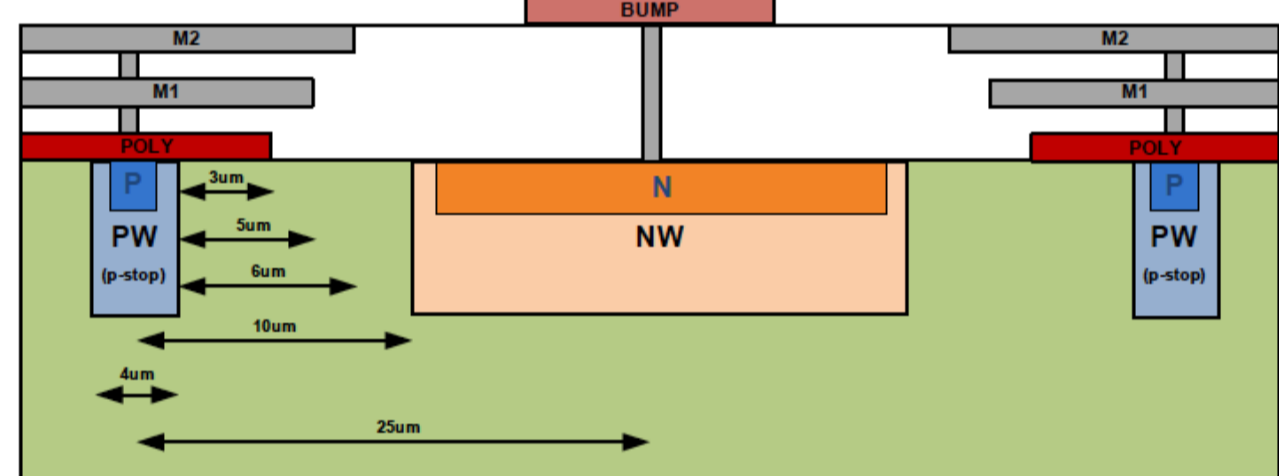 BUMP
M2
M2
M1
M1
POLY
POLY
P
3um
N
P
PW
5um
NW
PW
(p-stop)
6um
(p-stop)
10um
4um
25um